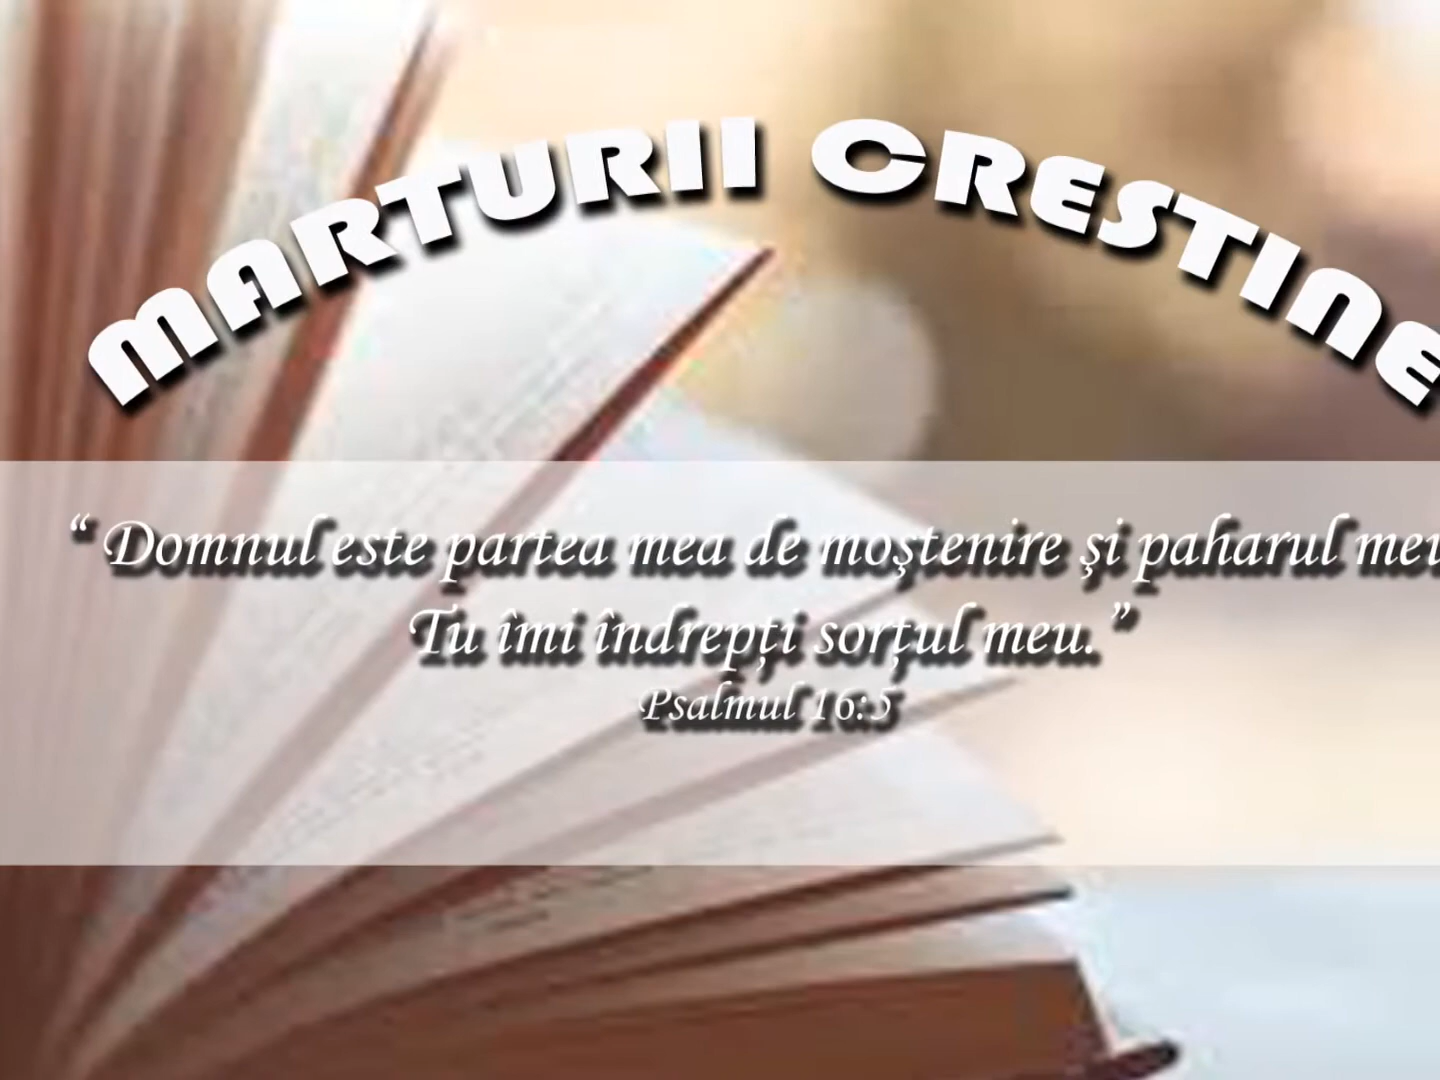 MARTURII CRESTINE
“ Domnul este partea mea de moştenire şi paharul meu
Tu îmi îndrepţi sorţul meu.”
Psalmul 16:5